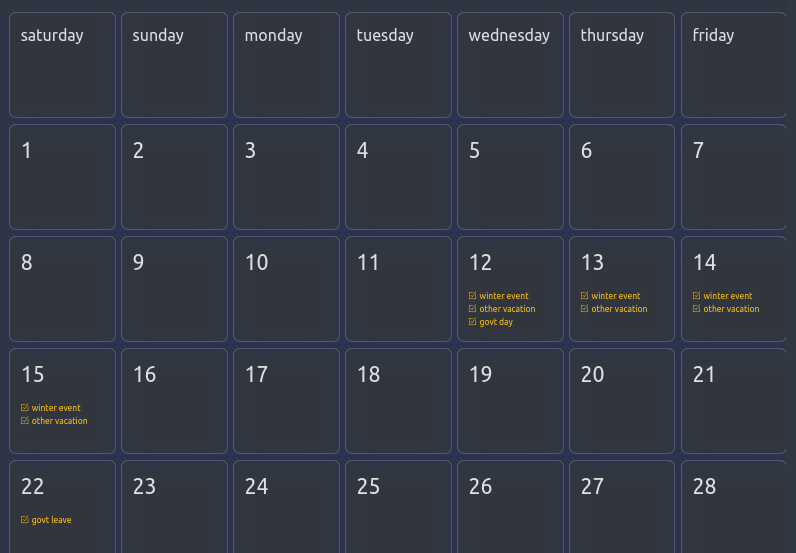 saturday sunday monday tuesday wednesday thursday friday
1 2 3 4 5 6 7
8 9 10 11 12 13 14
winter event winter event winter event
other vacation other vacation other vacation
govt day
15 16 17 18 19 20 21
winter event
other vacation
22 23 24 25 26 27 28
govt leave